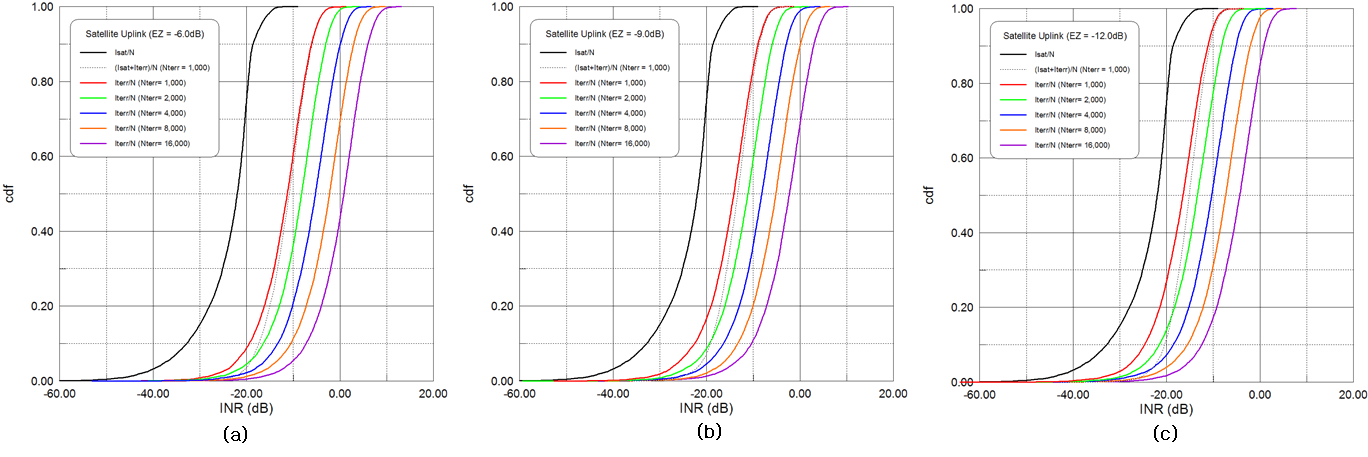 Satellite Uplink (EZ = -6.0dB)
Isat/N
(Isat+Iterr)/N (Nterr = 1,000)
Iterr/N (Nterr= 1,000)
Iterr/N (Nterr= 2,000)
Iterr/N (Nterr= 4,000)
Iterr/N (Nterr= 8,000)
Iterr/N (Nterr= 16,000)
1.00
0.80
0.60
0.40
0.20
0.00
cdf
-60.00 -40.00 -20.00 0.00 20.00
INR (dB)
(a)
Satellite Uplink (EZ = -9.0dB)
Isat/N
(Isat+Iterr)/N (Nterr = 1,000)
Iterr/N (Nterr= 1,000)
Iterr/N (Nterr= 2,000)
Iterr/N (Nterr= 4,000)
Iterr/N (Nterr= 8,000)
Iterr/N (Nterr= 16,000)
1.00
0.80
0.60
0.40
0.20
0.00
cdf
-60.00 -40.00 -20.00 0.00 20.00
INR (dB)
(b)
Satellite Uplink (EZ = -12.0dB)
Isat/N
(Isat+Iterr)/N (Nterr = 1,000)
Iterr/N (Nterr= 1,000)
Iterr/N (Nterr= 2,000)
Iterr/N (Nterr= 4,000)
Iterr/N (Nterr= 8,000)
Iterr/N (Nterr= 16,000)
1.00
0.80
0.60
0.40
0.20
0.00
cdf
-60.00 -40.00 -20.00 0.00 20.00
INR (dB)
(c)